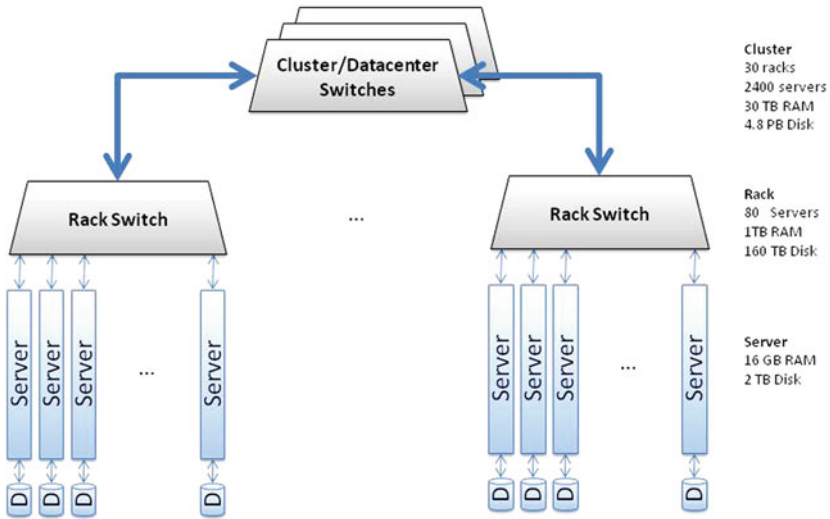 Cluster/Datacenter
Switches
Cluster
30 racks
2400 servers
30 TB RAM
4.8 PB Disk
Rack Switch
...
Rack Switch
Rack
80 Servers
1TB RAM
160 TB Disk
Server
Server
Server
...
Server
Server
Server
Server
...
Server
Server
16 GB RAM
2 TB Disk
D
D
D
D
D
D
D
D